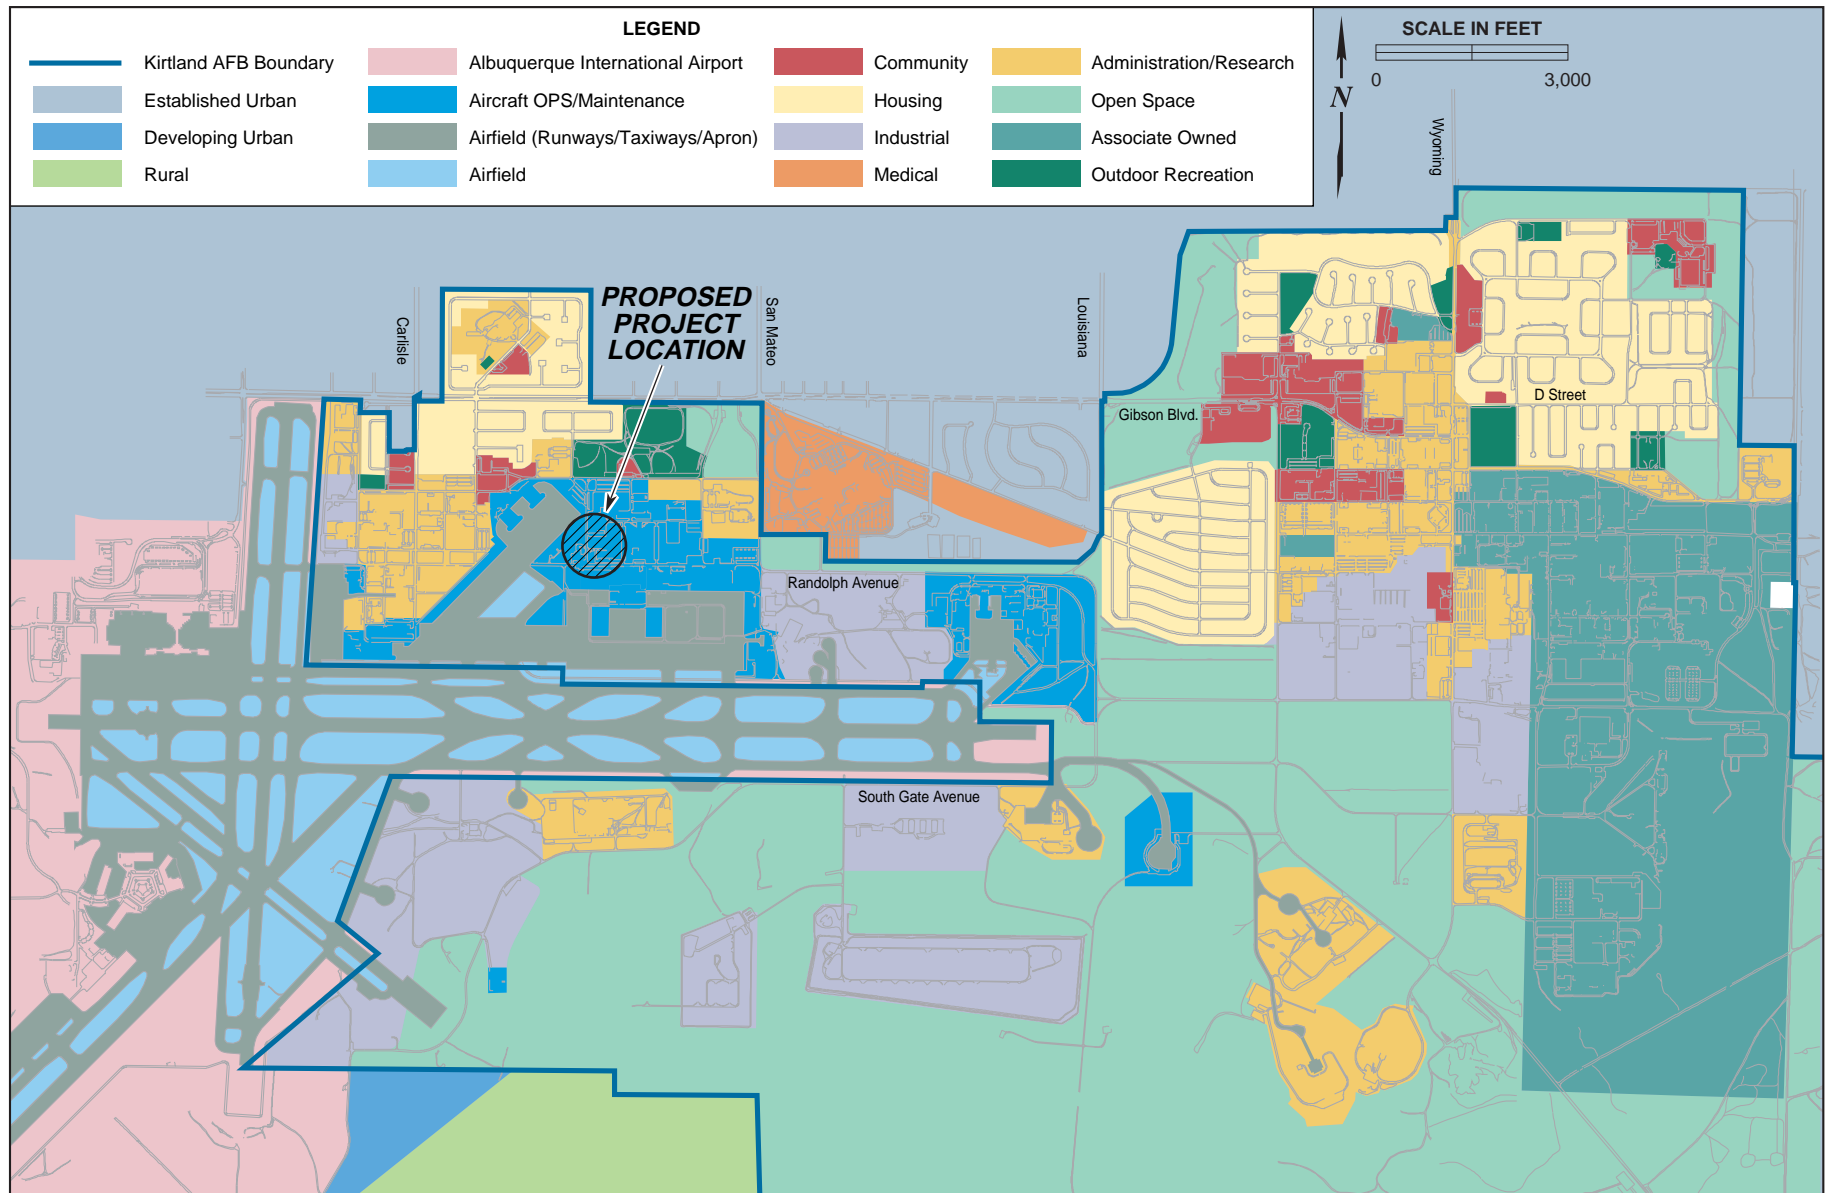 LEGEND
Kirtland AFB Boundary
Established Urban
Developing Urban
Rural
Albuquerque International Airport
Aircraft OPS/Maintenance
Airfield (Runways/Taxiways/Apron)
Airfield
Community
Housing
Industrial
Medical
Administration/Research
Open Space
Associate Owned
Outdoor Recreation
SCALE IN FEET
0 3,000
N
Wyoming
PROPOSED
PROJECT
LOCATION
Carlisle
San Mateo
Louisiana
Gibson Blvd.
D Street
Randolph Avenue
South Gate Avenue